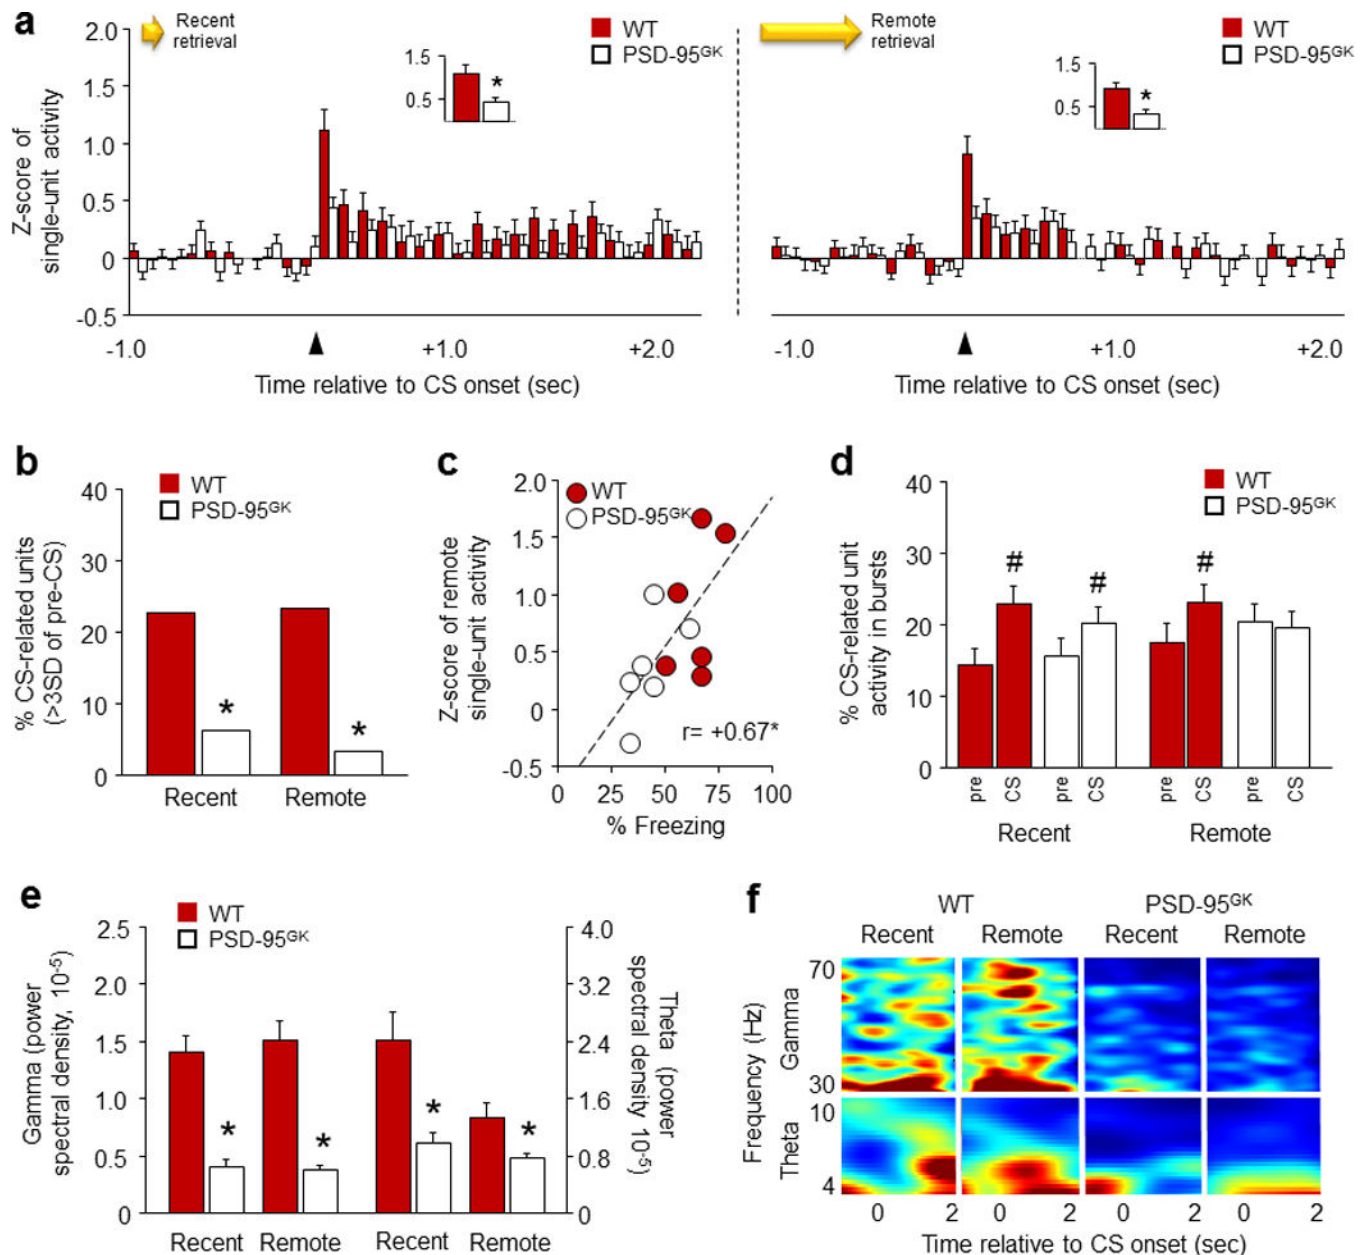 a
Recent
retrieval
WT
PSD-95GK
Remote
retrieval
WT
PSD-95GK
Z-score of
single-unit activity
2.0
1.5
1.0
0.5
0
-0.5
1.5
0.5
*
1.5
0.5
*
-1.0
+1.0
+2.0
-1.0
+1.0
+2.0
Time relative to CS onset (sec)
Time relative to CS onset (sec)
b
WT
PSD-95GK
% CS-related units
(>3SD of pre-CS)
40
30
20
10
0
*
*
Recent
Remote
c
WT
PSD-95GK
Z-score of remote
single-unit activity
2.0
1.5
1.0
0.5
0
-0.5
r= +0.67*
0 25 50 75 100
% Freezing
d
WT
PSD-95GK
% CS-related unit
activity in bursts
40
30
20
10
0
# # #
pre CS pre CS pre CS pre CS
Recent
Remote
e
WT
PSD-95GK
Gamma (power
spectral density, 10-5)
2.5
2.0
1.5
1.0
0.5
0
* * * *
4.0
3.2
2.4
1.6
0.8
0
Theta (power
spectral density 10-5)
Recent Remote Recent Remote
f
WT PSD-95GK
Recent Remote Recent Remote
Frequency (Hz)
Gamma
Theta
70
30
10
4
0 2 0 2 0 2 0 2
Time relative to CS onset (sec)